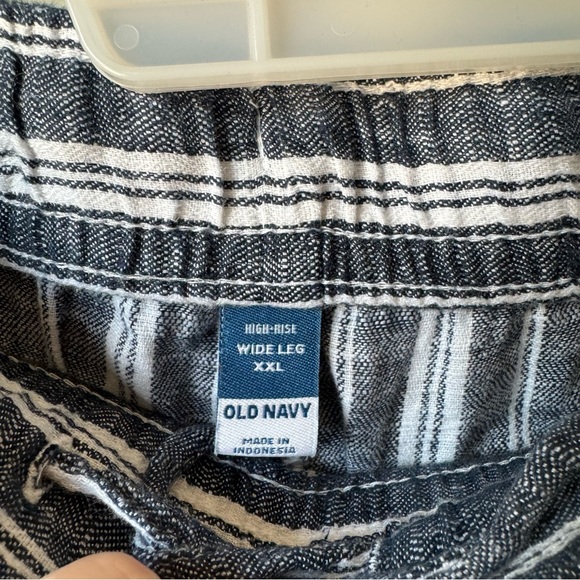 HIGH-RISE
WIDE LEG
XXL
OLD NAVY
MADE IN
INDONESIA